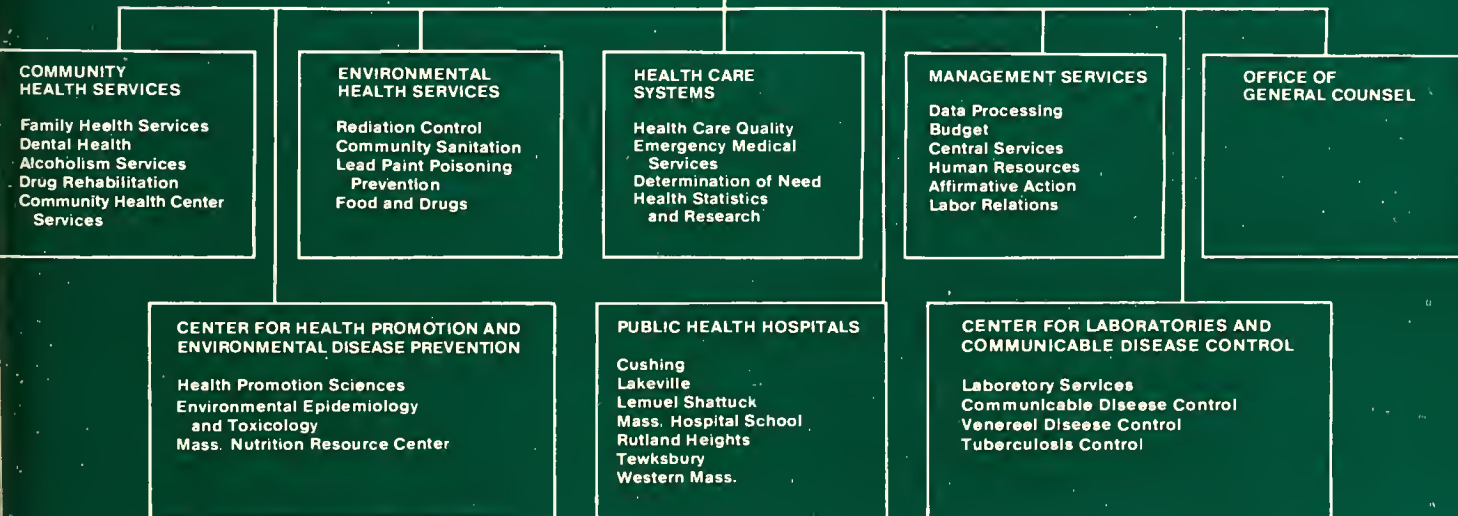 COMMUNITY
HEALTH SERVICES
Family Health Services
Dental Health
Alcoholism Services
Drug Rehabilitation
Community Health Center
Services
ENVIRONMENTAL
HEALTH SERVICES
Rediation Control
Community Sanitation
Lead Paint Poisoning
Prevention
Food and Drugs
HEALTH CARE
SYSTEMS
Health Care Quality
Emergency Medical
Services
Determination of Need
Health Statistics
and Research
MANAGEMENT SERVICES
Data Processing
Budget
Central Services
Human Resources
Affirmative Action
Labor Relations
OFFICE OF
GENERAL COUNSEL
CENTER FOR HEALTH PROMOTION AND
ENVIRONMENTAL DISEASE PREVENTION
Health Promotion Sciences
Environmental Epidemiology
and Toxicology
Mass. Nutrition Resource Center
PUBLIC HEALTH HOSPITALS
Cushing
Lakeville
Lemuel Shattuck
Mass. Hospital School
Rutland Heights
Tewksbury
Western Mass.
CENTER FOR LABORATORIES AND
COMMUNICABLE DISEASE CONTROL
Laboretory Services
Communicable Diseese Control
Venereel Diseese Control
Tuberculosis Control